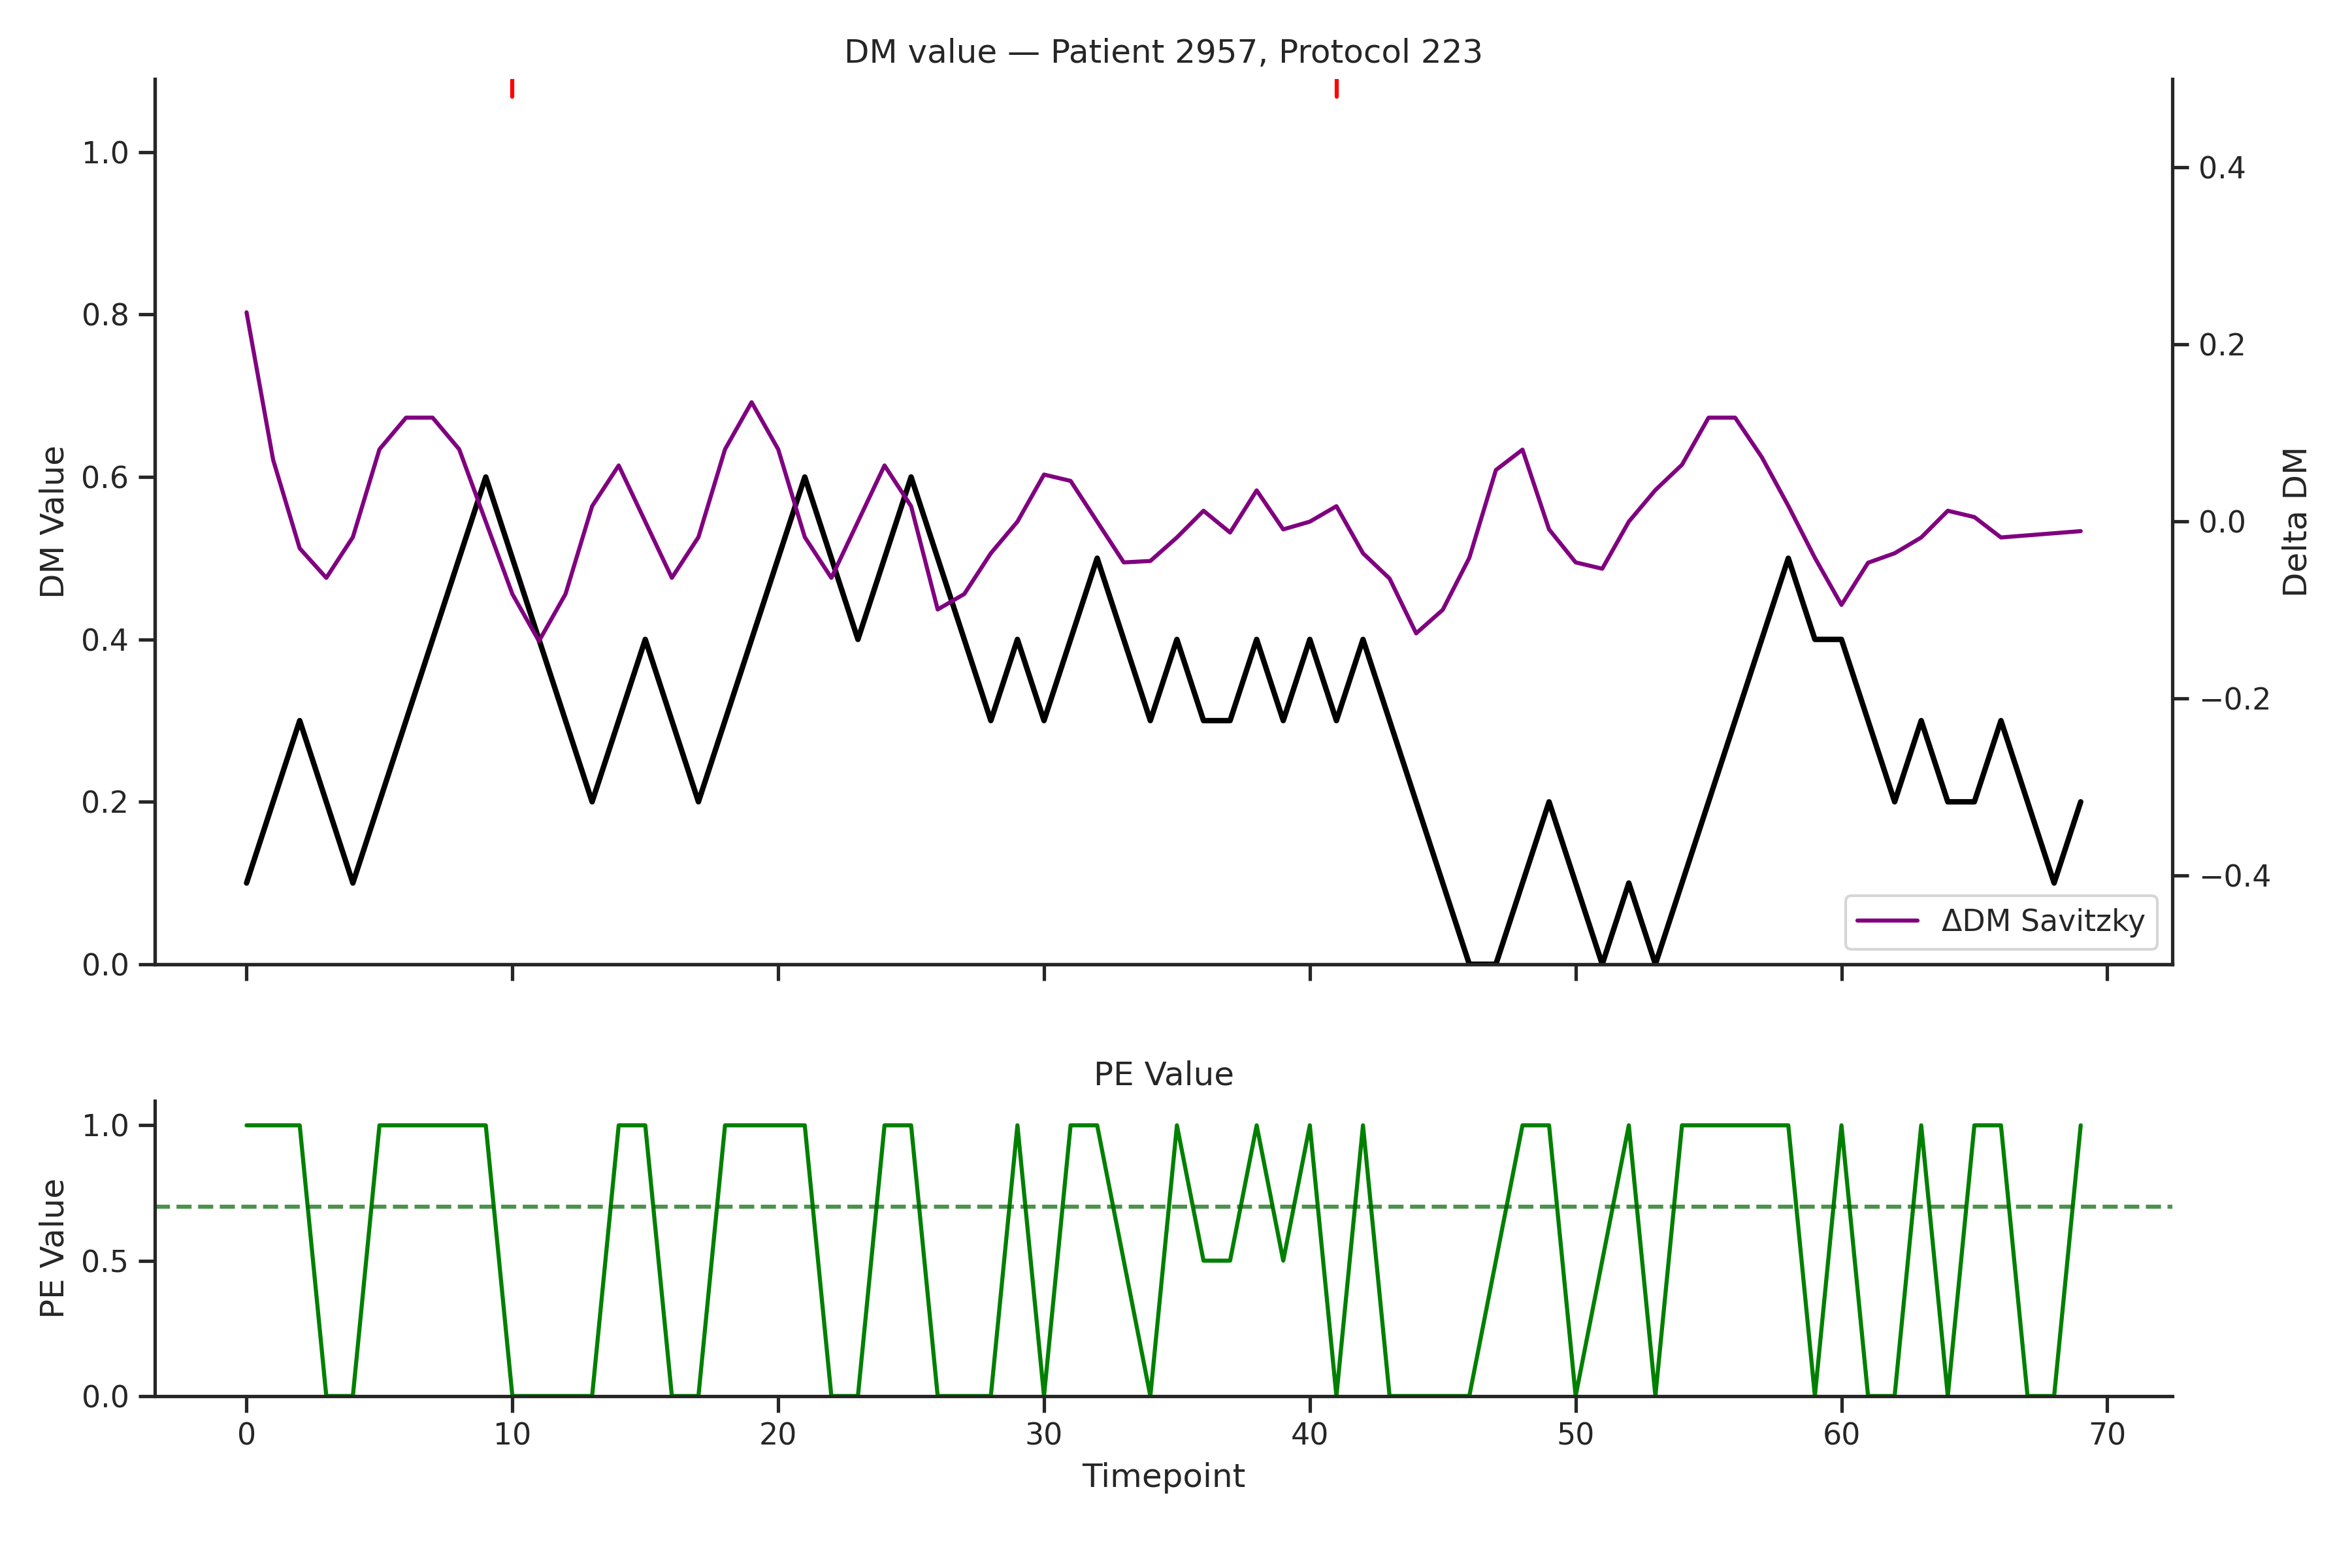 DM value — Patient 2957, Protocol 223
DM Value
1.0
0.8
0.6
0.4
0.2
0.0
Delta DM
0.4
0.2
0.0
−0.2
−0.4
ΔDM Savitzky
PE Value
PE Value
1.0
0.5
0.0
0 10 20 30 40 50 60 70
Timepoint